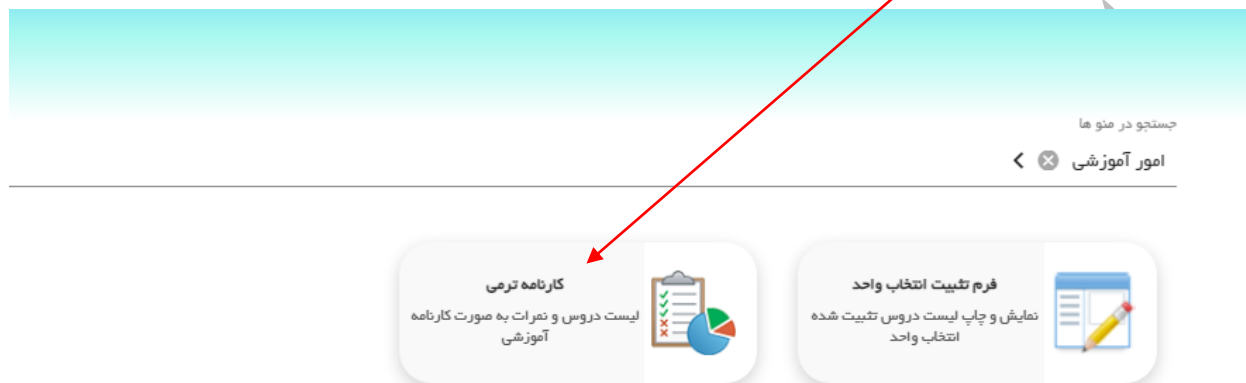 جستجو در منو ها
امور آموزشی
فرم تثبیت انتخاب واحد
نمایش و چاپ لیست دروس تثبیت شده
انتخاب واحد
کارنامه ترمی
لیست دروس و نمرات به صورت کارنامه
آموزشی